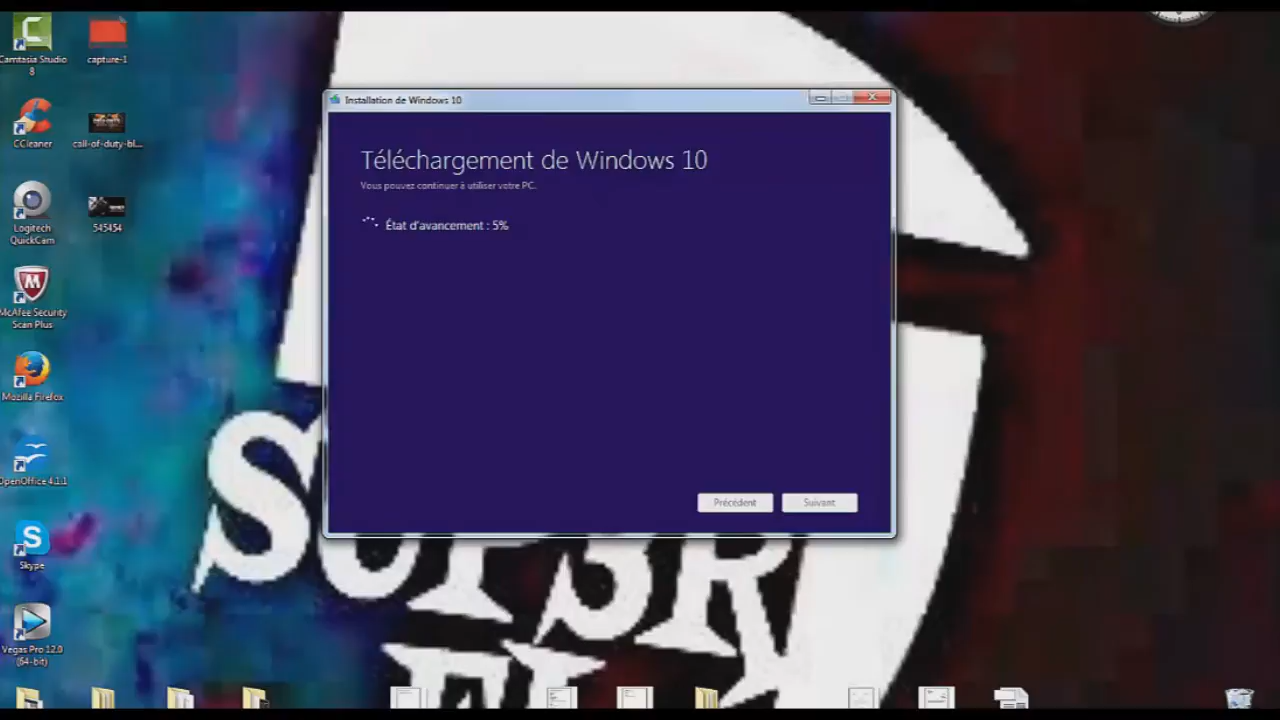 Camtasia Studio
8
capture-1
CCleaner
call-of-duty-bl...
Logitech
QuickCam
545454
McAfee Security
Scan Plus
Mozilla Firefox
OpenOffice 4.1.1
Skype
Vegas Pro 12.0
(64-bit)
Installation de Windows 10
Téléchargement de Windows 10
Vous pouvez continuer à utiliser votre PC.
État d'avancement : 5%
Précédent
Suivant